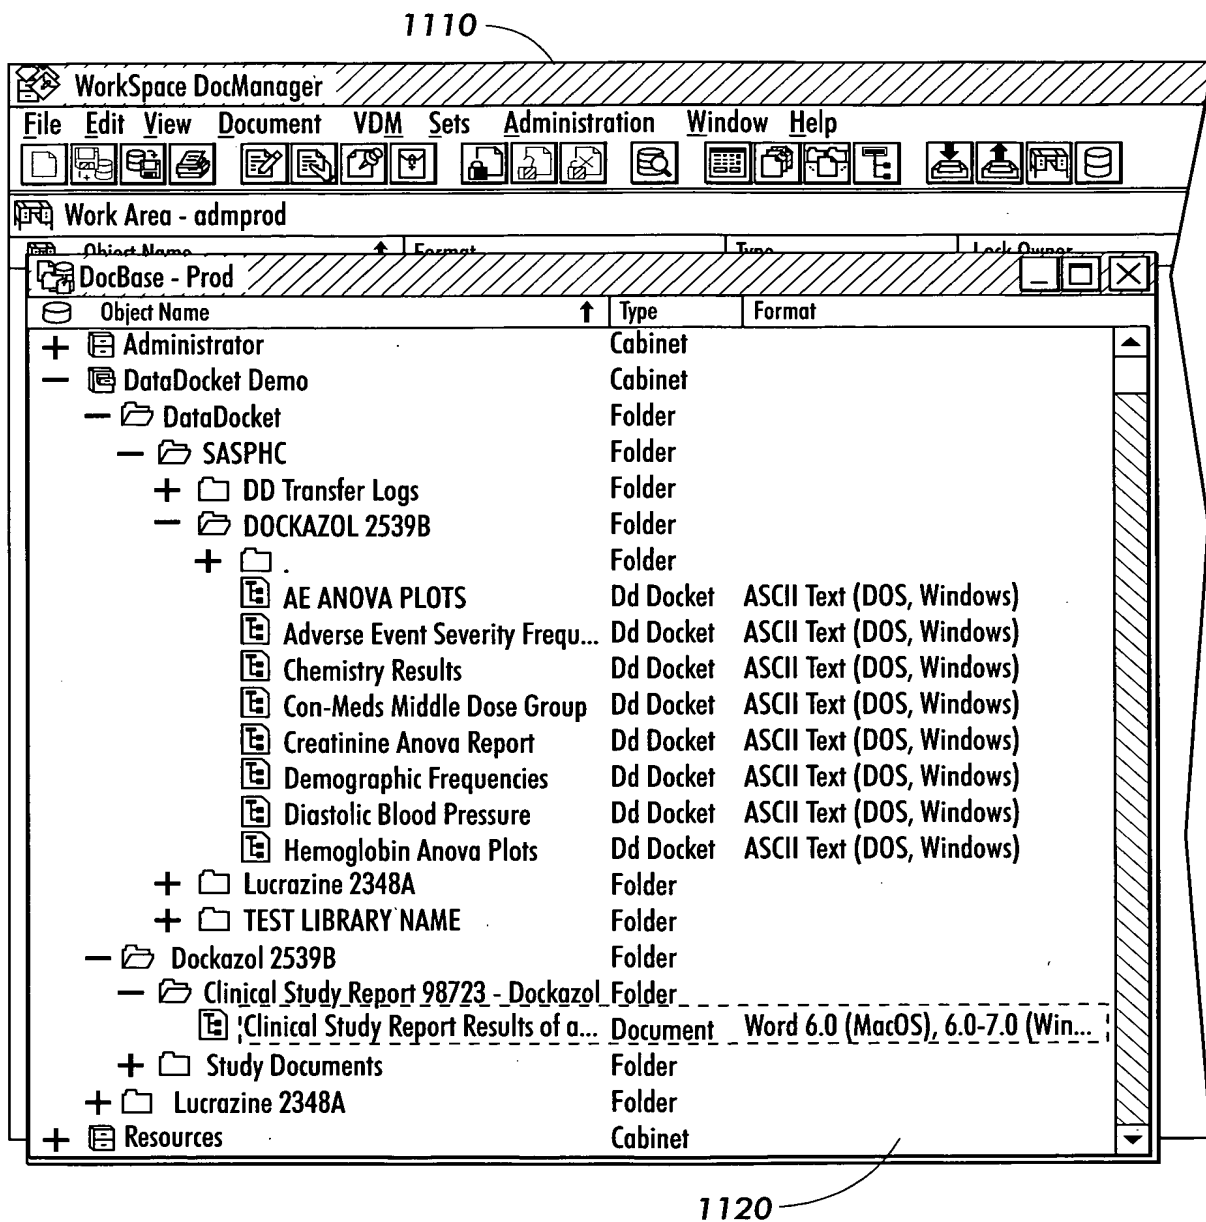 1110
WorkSpace DocManager
File Edit View Document VDM Sets Administration Window Help
Work Area - admprod
Object Name Format Type Lock Owner
DocBase - Prod
Object Name Type Format
Administrator Cabinet
DataDocket Demo Cabinet
DataDocket Folder
SASPHC Folder
DD Transfer Logs Folder
DOCKAZOL 2539B Folder
. Folder
AE ANOVA PLOTS Dd Docket ASCII Text (DOS, Windows)
Adverse Event Severity Frequ... Dd Docket ASCII Text (DOS, Windows)
Chemistry Results Dd Docket ASCII Text (DOS, Windows)
Con-Meds Middle Dose Group Dd Docket ASCII Text (DOS, Windows)
Creatinine Anova Report Dd Docket ASCII Text (DOS, Windows)
Demographic Frequencies Dd Docket ASCII Text (DOS, Windows)
Diastolic Blood Pressure Dd Docket ASCII Text (DOS, Windows)
Hemoglobin Anova Plots Dd Docket ASCII Text (DOS, Windows)
Lucrazine 2348A Folder
TEST LIBRARY NAME Folder
Dockazol 2539B Folder
Clinical Study Report 98723 - Dockazol Folder
Clinical Study Report Results of a... Document Word 6.0 (MacOS), 6.0-7.0 (Win...
Study Documents Folder
Lucrazine 2348A Folder
Resources Cabinet
1120